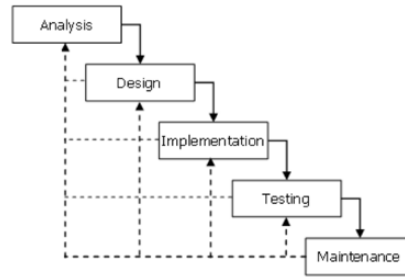 Analysis
Design
Implementation
Testing
Maintenance